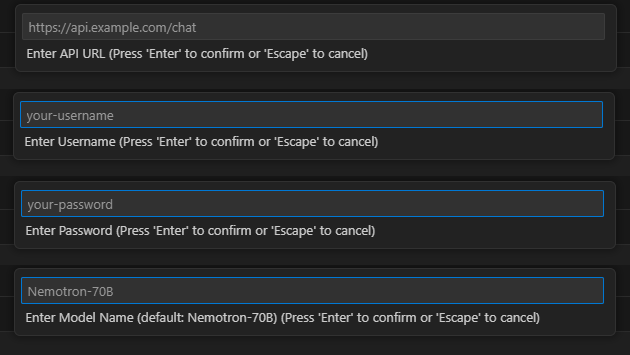 https://api.example.com/chat
Enter API URL (Press 'Enter' to confirm or 'Escape' to cancel)
your-username
Enter Username (Press 'Enter' to confirm or 'Escape' to cancel)
your-password
Enter Password (Press 'Enter' to confirm or 'Escape' to cancel)
Nemotron-70B
Enter Model Name (default: Nemotron-70B) (Press 'Enter' to confirm or 'Escape' to cancel)